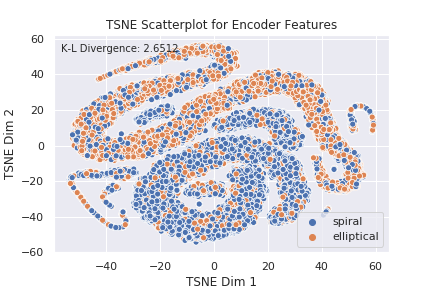 TSNE Scatterplot for Encoder Features
K-L Divergence: 2.6512
60
40
20
0
−20
−40
−60
TSNE Dim 2
−40
−20
0
20
40
60
TSNE Dim 1
spiral
elliptical